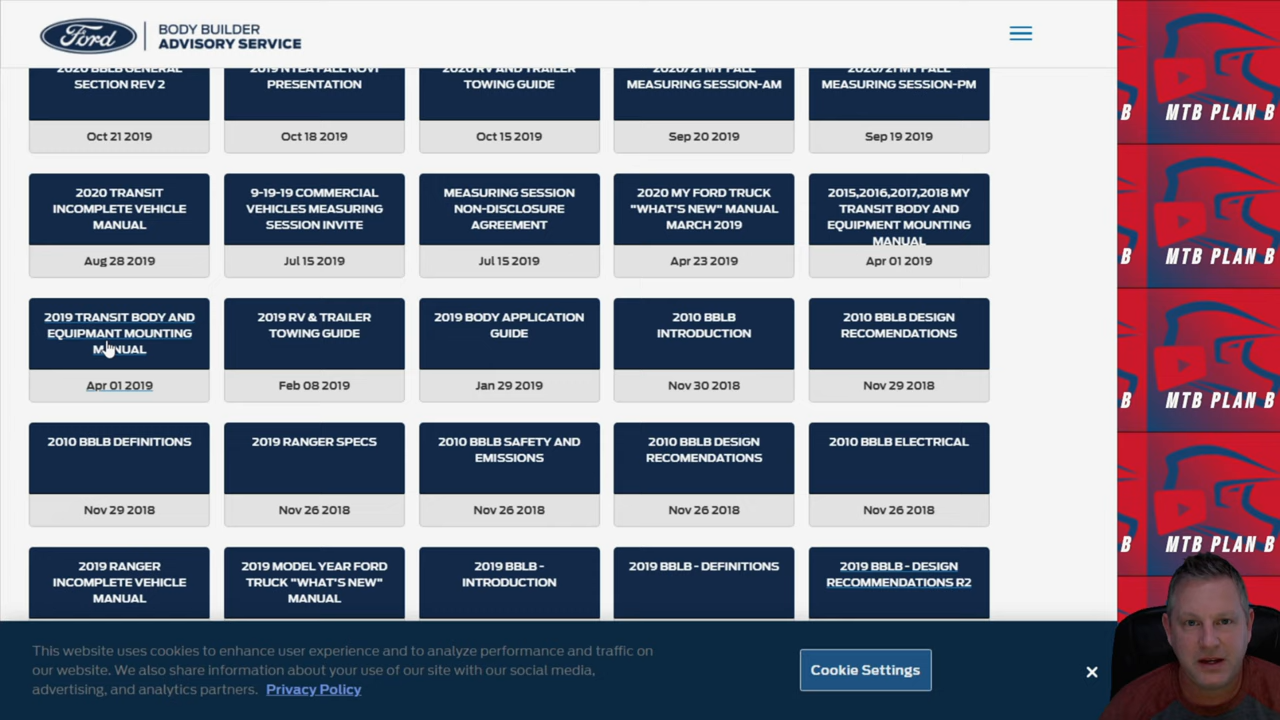 Ford
BODY BUILDER
ADVISORY SERVICE
2020 BBLB GENERAL
SECTION REV 2
Oct 21 2019
2019 NTEA FALL NOVI
PRESENTATION
Oct 18 2019
2020 RV AND TRAILER
TOWING GUIDE
Oct 15 2019
2020/21 MY FALL
MEASURING SESSION-AM
Sep 20 2019
2020/21 MY FALL
MEASURING SESSION-PM
Sep 19 2019
2020 TRANSIT
INCOMPLETE VEHICLE
MANUAL
Aug 28 2019
9-19-19 COMMERCIAL
VEHICLES MEASURING
SESSION INVITE
Jul 15 2019
MEASURING SESSION
NON-DISCLOSURE
AGREEMENT
Jul 15 2019
2020 MY FORD TRUCK
"WHAT'S NEW" MANUAL
MARCH 2019
Apr 23 2019
2015,2016,2017,2018 MY
TRANSIT BODY AND
EQUIPMENT MOUNTING
MANUAL
Apr 01 2019
2019 TRANSIT BODY AND
EQUIPMANT MOUNTING
MANUAL
Apr 01 2019
2019 RV & TRAILER
TOWING GUIDE
Feb 08 2019
2019 BODY APPLICATION
GUIDE
Jan 29 2019
2010 BBLB
INTRODUCTION
Nov 30 2018
2010 BBLB DESIGN
RECOMENDATIONS
Nov 29 2018
2010 BBLB DEFINITIONS
Nov 29 2018
2019 RANGER SPECS
Nov 26 2018
2010 BBLB SAFETY AND
EMISSIONS
Nov 26 2018
2010 BBLB DESIGN
RECOMENDATIONS
Nov 26 2018
2010 BBLB ELECTRICAL
Nov 26 2018
2019 RANGER
INCOMPLETE VEHICLE
MANUAL
2019 MODEL YEAR FORD
TRUCK "WHAT'S NEW"
MANUAL
2019 BBLB -
INTRODUCTION
2019 BBLB - DEFINITIONS
2019 BBLB - DESIGN
RECOMMENDATIONS R2
This website uses cookies to enhance user experience and to analyze performance and traffic on
our website. We also share information about your use of our site with our social media,
advertising, and analytics partners. Privacy Policy
Cookie Settings
B MTB PLAN B
B MTB PLAN B
B MTB PLAN B
B MTB PLAN B